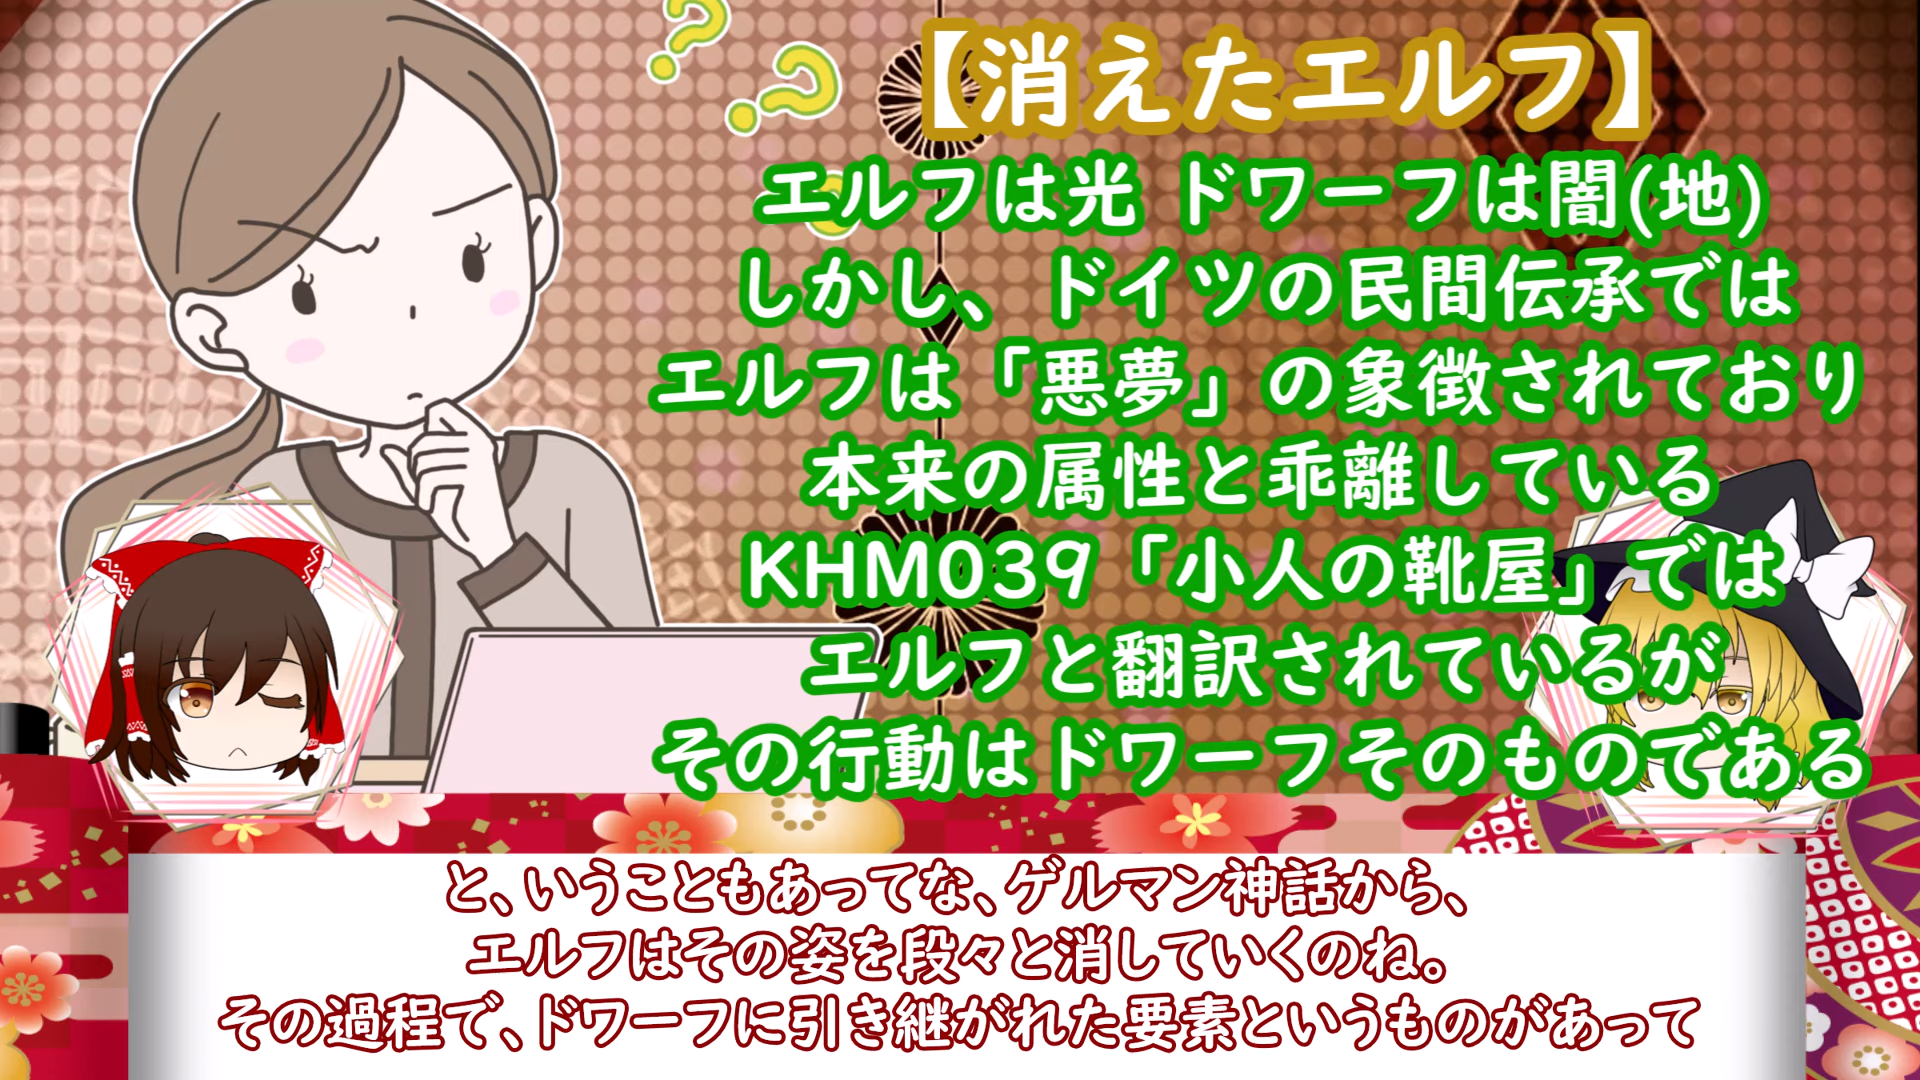 【消えたエルフ】
エルフは光 ドワーフは闇(地)
しかし、ドイツの民間伝承では
エルフは「悪夢」の象徴されており
本来の属性と乖離している
KHM039「小人の靴屋」では
エルフと翻訳されているが
その行動はドワーフそのものである
と、いうこともあってな、ゲルマン神話から、
エルフはその姿を段々と消していくのね。
その過程で、ドワーフに引き継がれた要素というものがあって